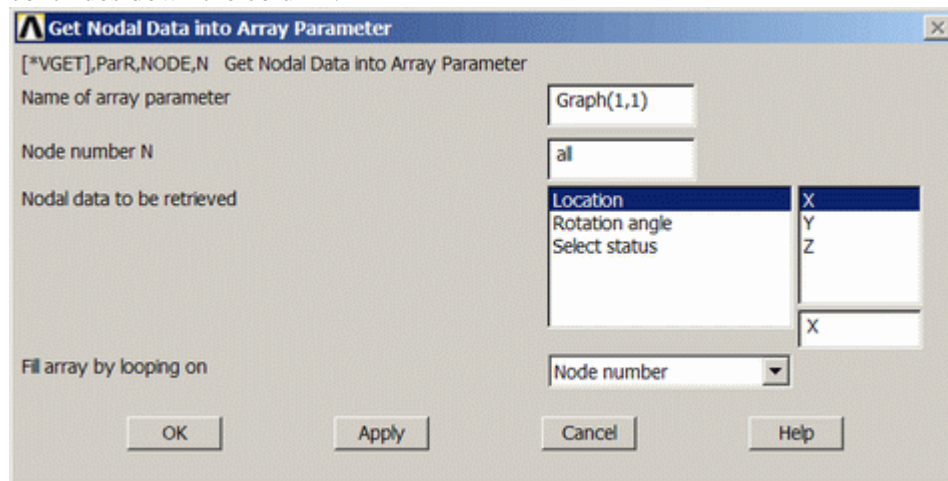 Get Nodal Data into Array Parameter
[*VGET],ParR,NODE,N Get Nodal Data into Array Parameter
Name of array parameter Graph(1,1)
Node number N all
Nodal data to be retrieved Location X
Rotation angle Y
Select status Z
X
Fill array by looping on Node number
OK Apply Cancel Help